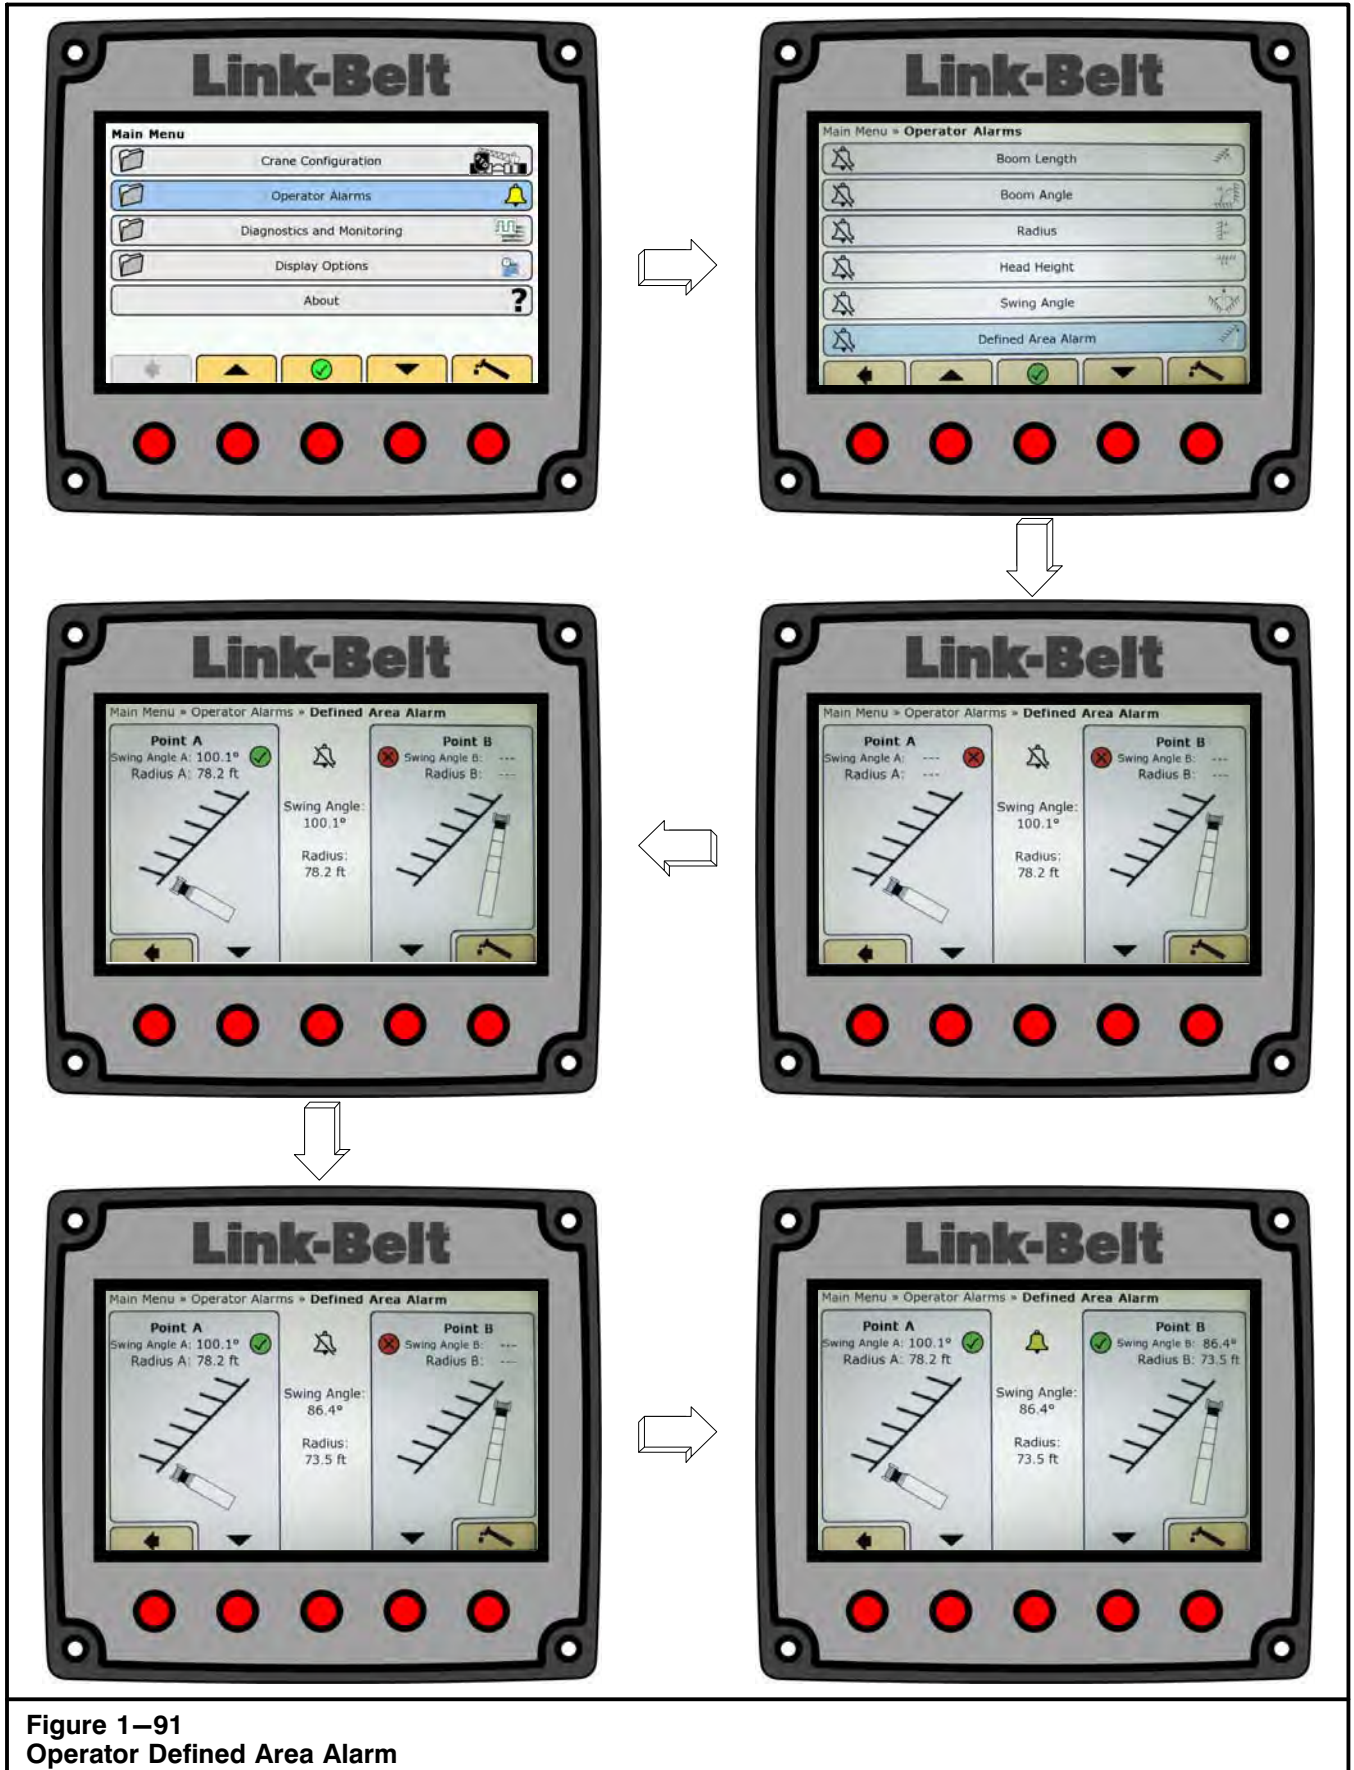 Link-Belt
Main Menu
Crane Configuration
Operator Alarms
Diagnostics and Monitoring
Display Options
About
?
Link-Belt
Main Menu » Operator Alarms
Boom Length
Boom Angle
Radius
Head Height
Swing Angle
Defined Area Alarm
Link-Belt
Main Menu » Operator Alarms » Defined Area Alarm
Point A
Swing Angle A: ---
Radius A: ---
Swing Angle:
100.1°
Radius:
78.2 ft
Point B
Swing Angle B: ---
Radius B: ---
Link-Belt
Main Menu » Operator Alarms » Defined Area Alarm
Point A
Swing Angle A: 100.1°
Radius A: 78.2 ft
Swing Angle:
100.1°
Radius:
78.2 ft
Point B
Swing Angle B: ---
Radius B: ---
Link-Belt
Main Menu » Operator Alarms » Defined Area Alarm
Point A
Swing Angle A: 100.1°
Radius A: 78.2 ft
Swing Angle:
86.4°
Radius:
73.5 ft
Point B
Swing Angle B: ---
Radius B: ---
Link-Belt
Main Menu » Operator Alarms » Defined Area Alarm
Point A
Swing Angle A: 100.1°
Radius A: 78.2 ft
Swing Angle:
86.4°
Radius:
73.5 ft
Point B
Swing Angle B: 86.4°
Radius B: 73.5 ft
Figure 1—91
Operator Defined Area Alarm